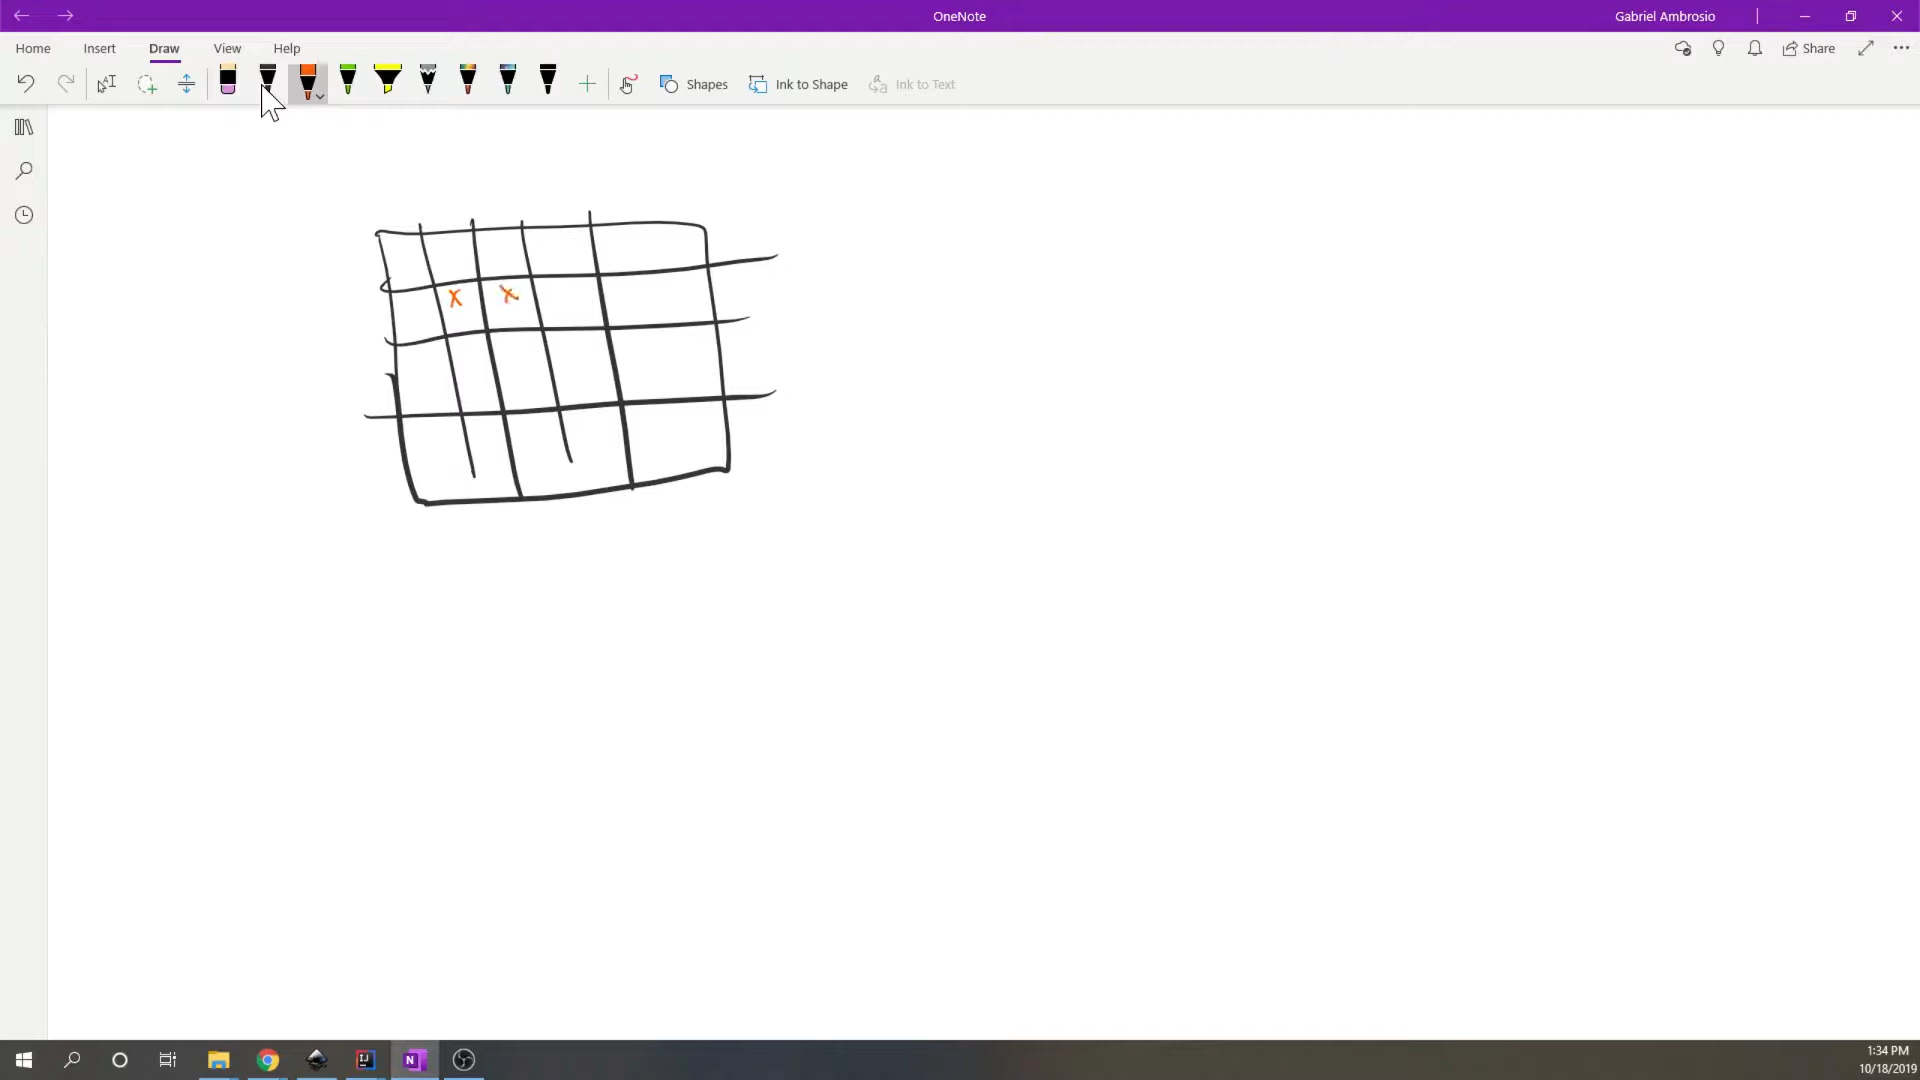 OneNote
Gabriel Ambrosio
Home Insert Draw View Help
Share
Shapes Ink to Shape Ink to Text
X X
1:34 PM
10/18/2019